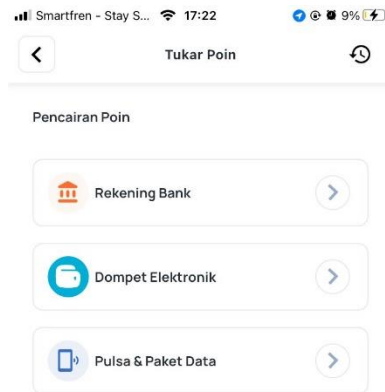 Smartfren - Stay S... 17:22 9%
Tukar Poin
Pencairan Poin
Rekening Bank
Dompet Elektronik
Pulsa & Paket Data